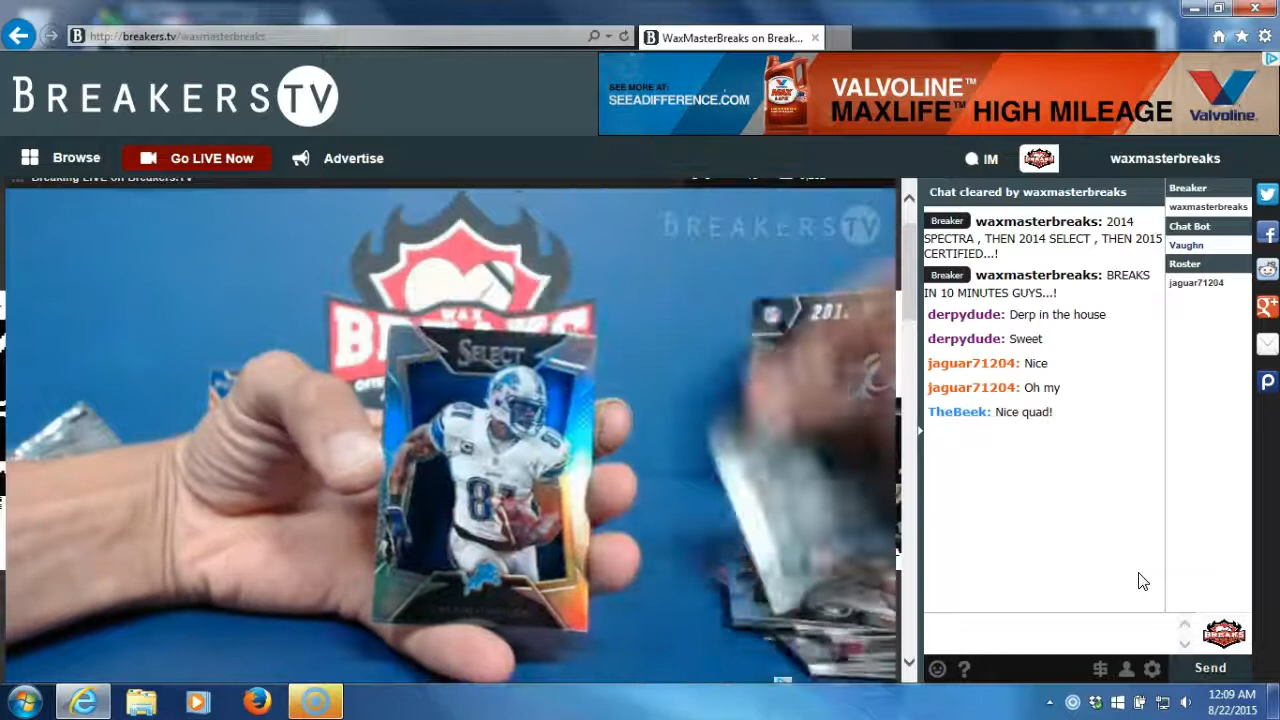 http://breakers.tv/waxmasterbreaks
WaxMasterBreaks on Break...
BREAKERS TV
SEE MORE AT:
SEEADIFFERENCE.COM
VALVOLINE™
MAXLIFE™ HIGH MILEAGE
Valvoline
Browse
Go LIVE Now
Advertise
IM
waxmasterbreaks
Breaking LIVE on Breakers.TV
BREAKERS TV
WAX
SELECT
81
201
Chat cleared by waxmasterbreaks
Breaker waxmasterbreaks: 2014
SPECTRA , THEN 2014 SELECT , THEN 2015
CERTIFIED...!
Breaker waxmasterbreaks: BREAKS
IN 10 MINUTES GUYS...!
derpydude: Derp in the house
derpydude: Sweet
jaguar71204: Nice
jaguar71204: Oh my
TheBeek: Nice quad!
Breaker
waxmasterbreaks
Chat Bot
Vaughn
Roster
jaguar71204
BREAKS
Send
12:09 AM
8/22/2015